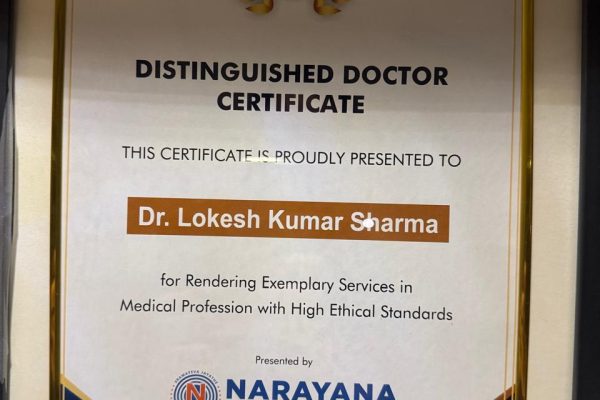 DISTINGUISHED DOCTOR
CERTIFICATE
THIS CERTIFICATE IS PROUDLY PRESENTED TO
Dr. Lokesh Kumar Sharma
for Rendering Exemplary Services in
Medical Profession with High Ethical Standards
Presented by
N
NARAYANA